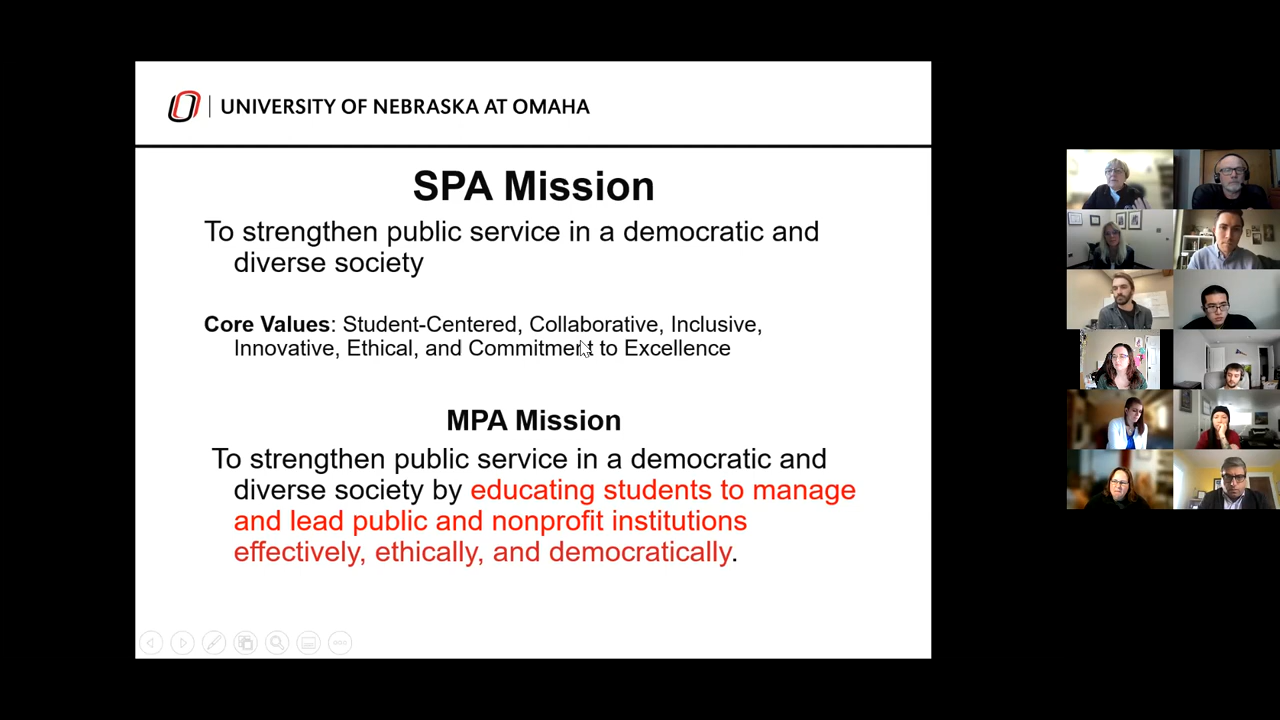 UNIVERSITY OF NEBRASKA AT OMAHA
SPA Mission
To strengthen public service in a democratic and
diverse society
Core Values: Student-Centered, Collaborative, Inclusive,
Innovative, Ethical, and Commitment to Excellence
MPA Mission
To strengthen public service in a democratic and
diverse society by educating students to manage
and lead public and nonprofit institutions
effectively, ethically, and democratically.